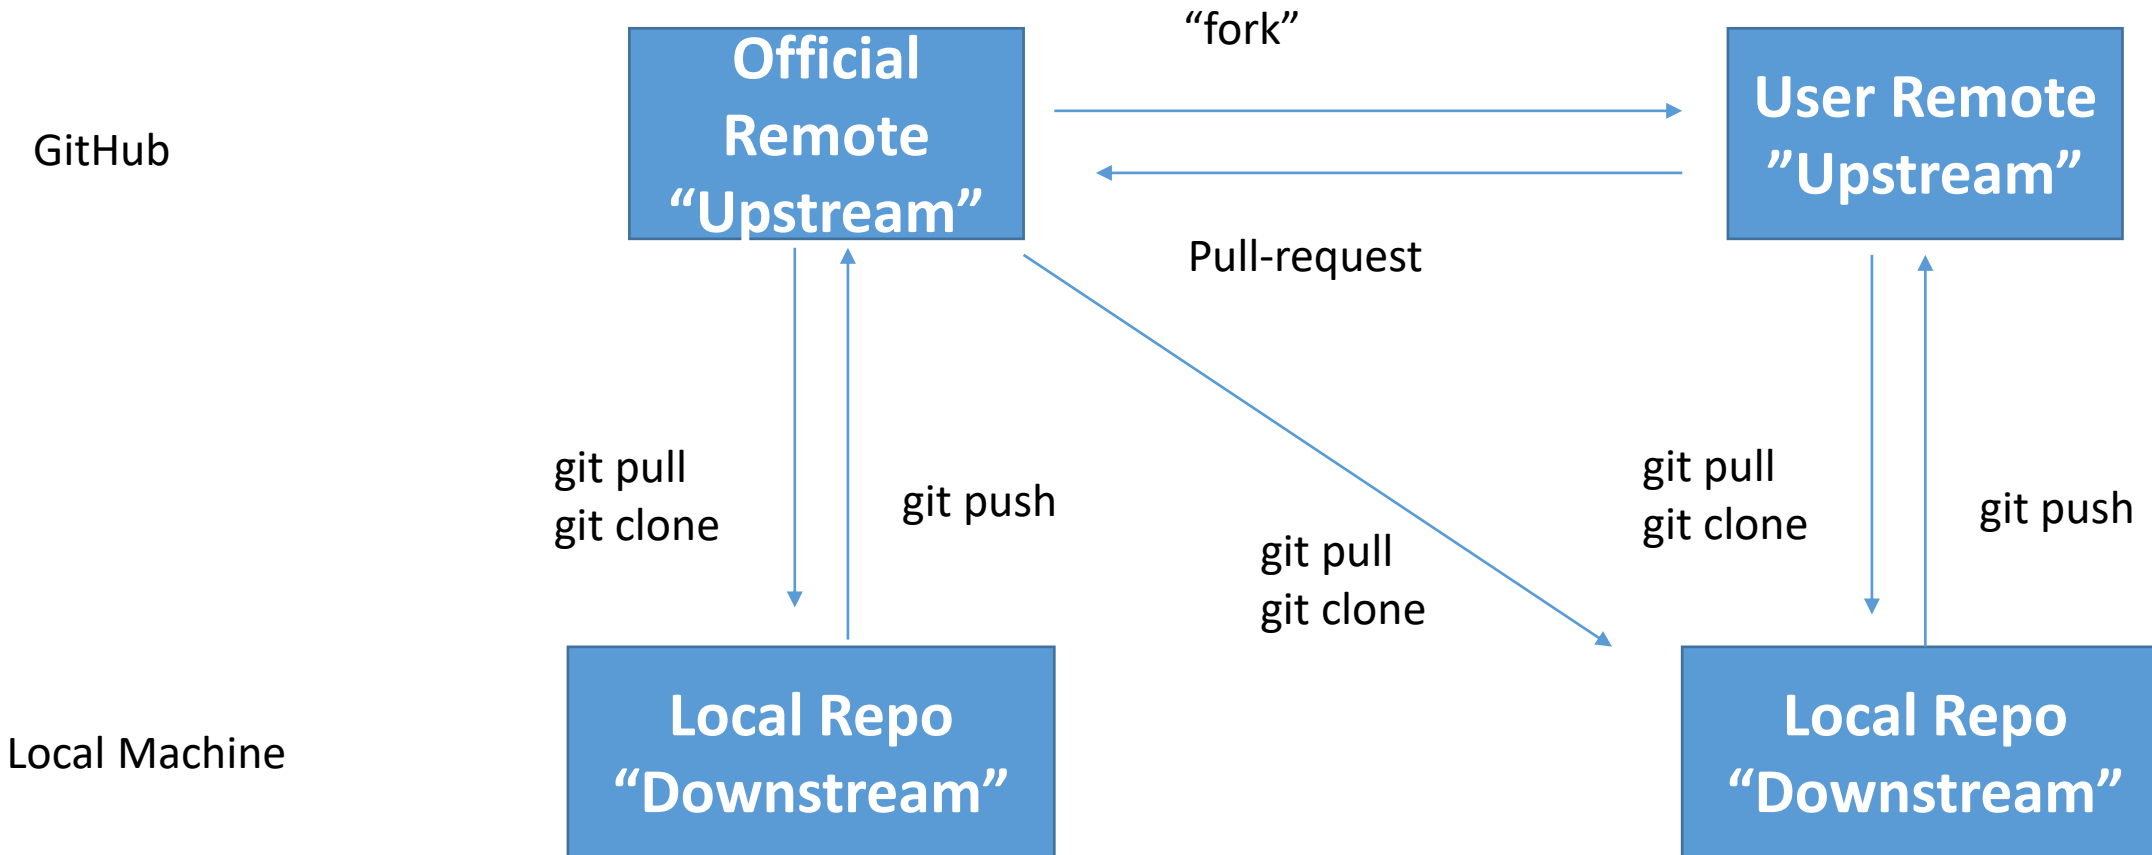 “fork”
Official
Remote
“Upstream”
User Remote
”Upstream”
GitHub
Pull-request
git pull
git clone
git push
git pull
git clone
git pull
git clone
git push
Local Repo
“Downstream”
Local Repo
“Downstream”
Local Machine